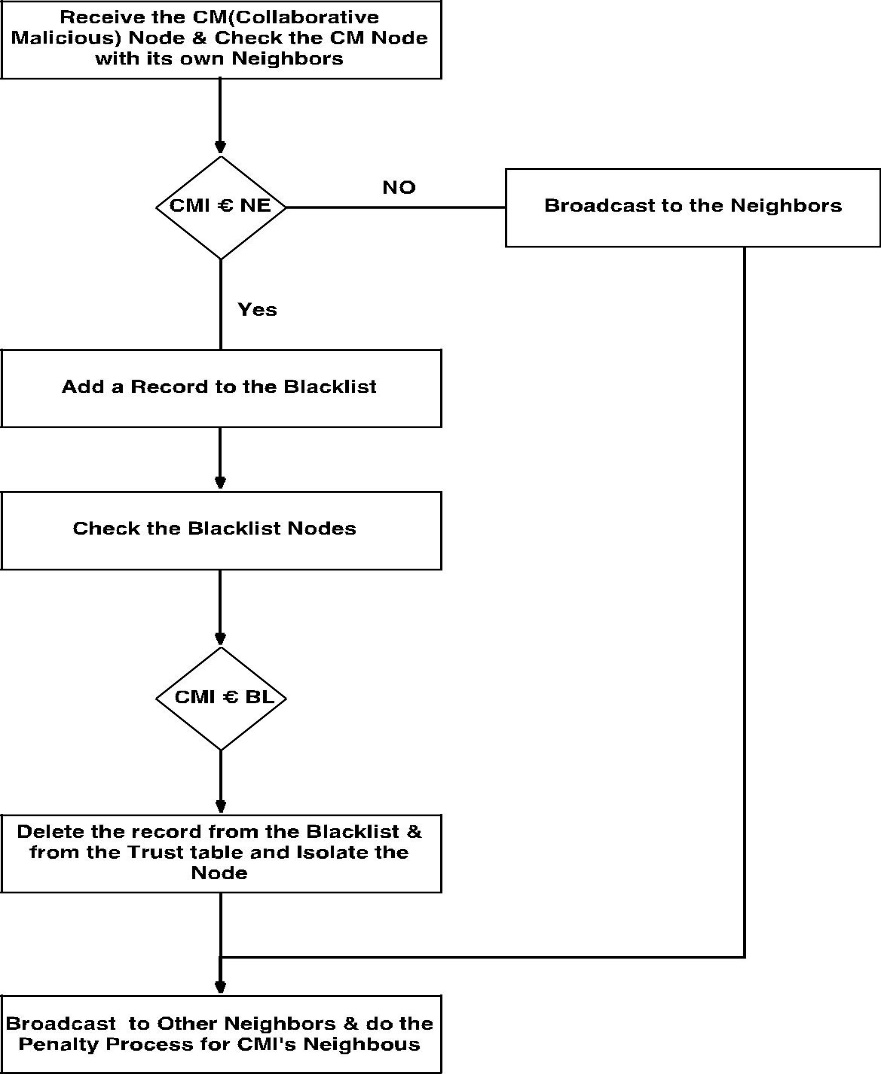 Receive the CM(Collaborative
Malicious) Node & Check the CM Node
with its own Neighbors
CMI € NE
NO
Broadcast to the Neighbors
Yes
Add a Record to the Blacklist
Check the Blacklist Nodes
CMI € BL
Delete the record from the Blacklist &
from the Trust table and Isolate the
Node
Broadcast to Other Neighbors & do the
Penalty Process for CMI's Neighbous